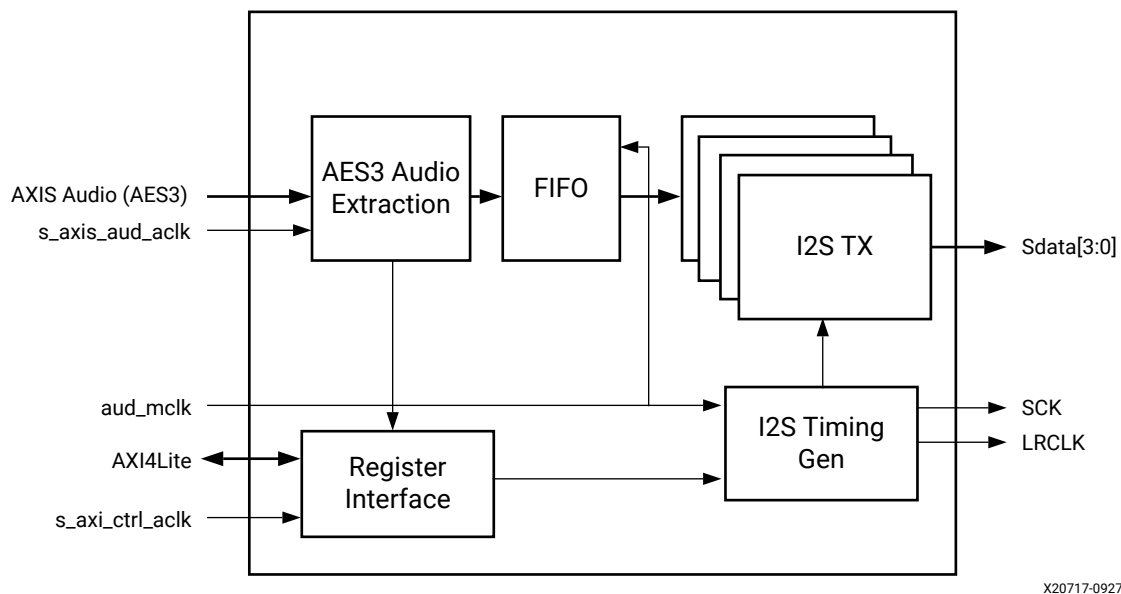 AES3 Audio
Extraction
FIFO
AXIS Audio (AES3)
s_axis_aud_aclk
I2S TX
Sdata[3:0]
aud_mclk
I2S Timing
Gen
SCK
LRCLK
AXI4Lite
Register
Interface
s_axi_ctrl_aclk
X20717-0927